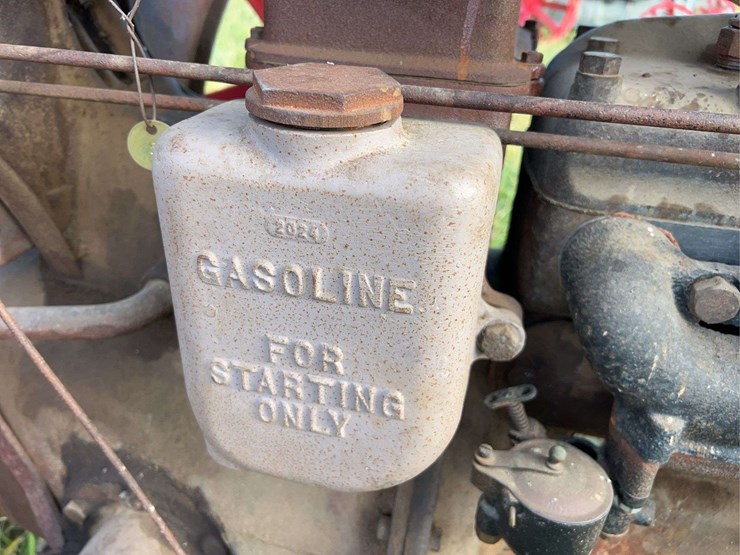 2024
GASOLINE
FOR
STARTING
ONLY